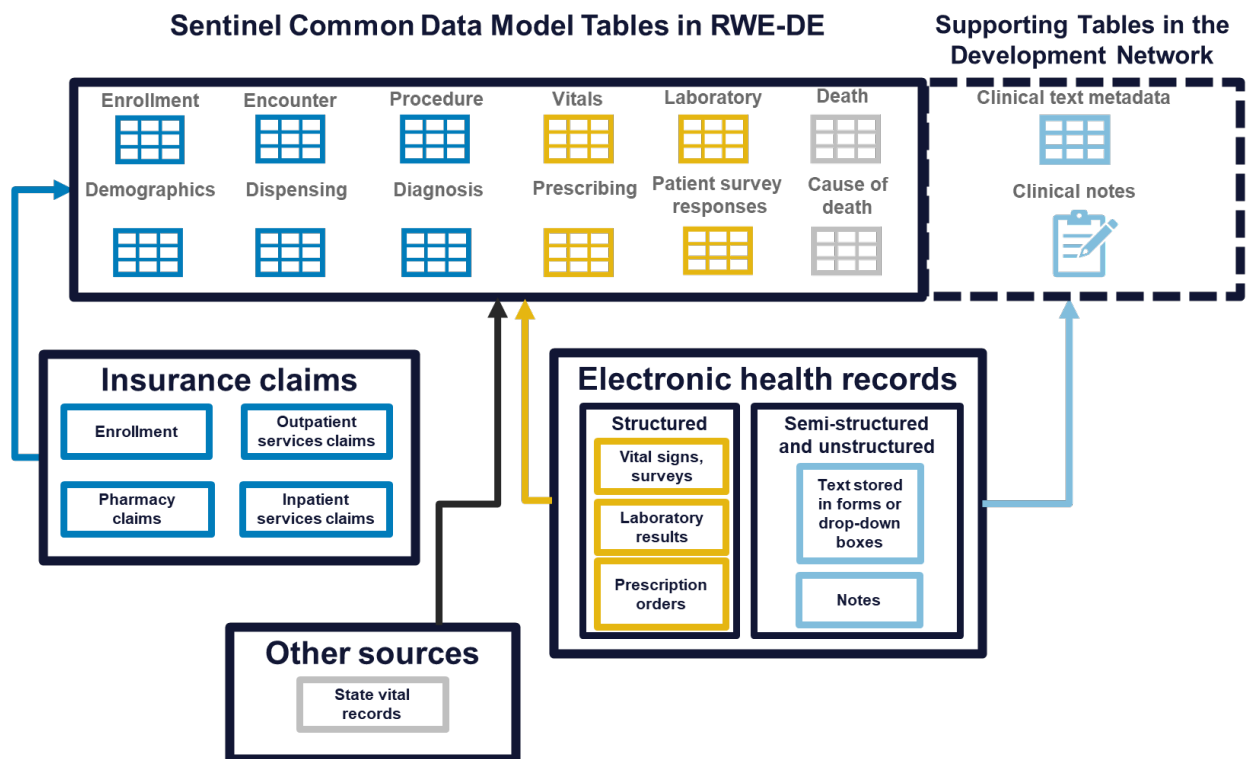 Sentinel Common Data Model Tables in RWE-DE
Supporting Tables in the
Development Network
Enrollment
Encounter
Procedure
Vitals
Laboratory
Death
Clinical text metadata
Demographics
Dispensing
Diagnosis
Prescribing
Patient survey
responses
Cause of
death
Clinical notes
Insurance claims
Enrollment
Outpatient
services claims
Pharmacy
claims
Inpatient
services claims
Electronic health records
Structured
Vital signs,
surveys
Laboratory
results
Prescription
orders
Semi-structured
and unstructured
Text stored
in forms or
drop-down
boxes
Notes
Other sources
State vital
records